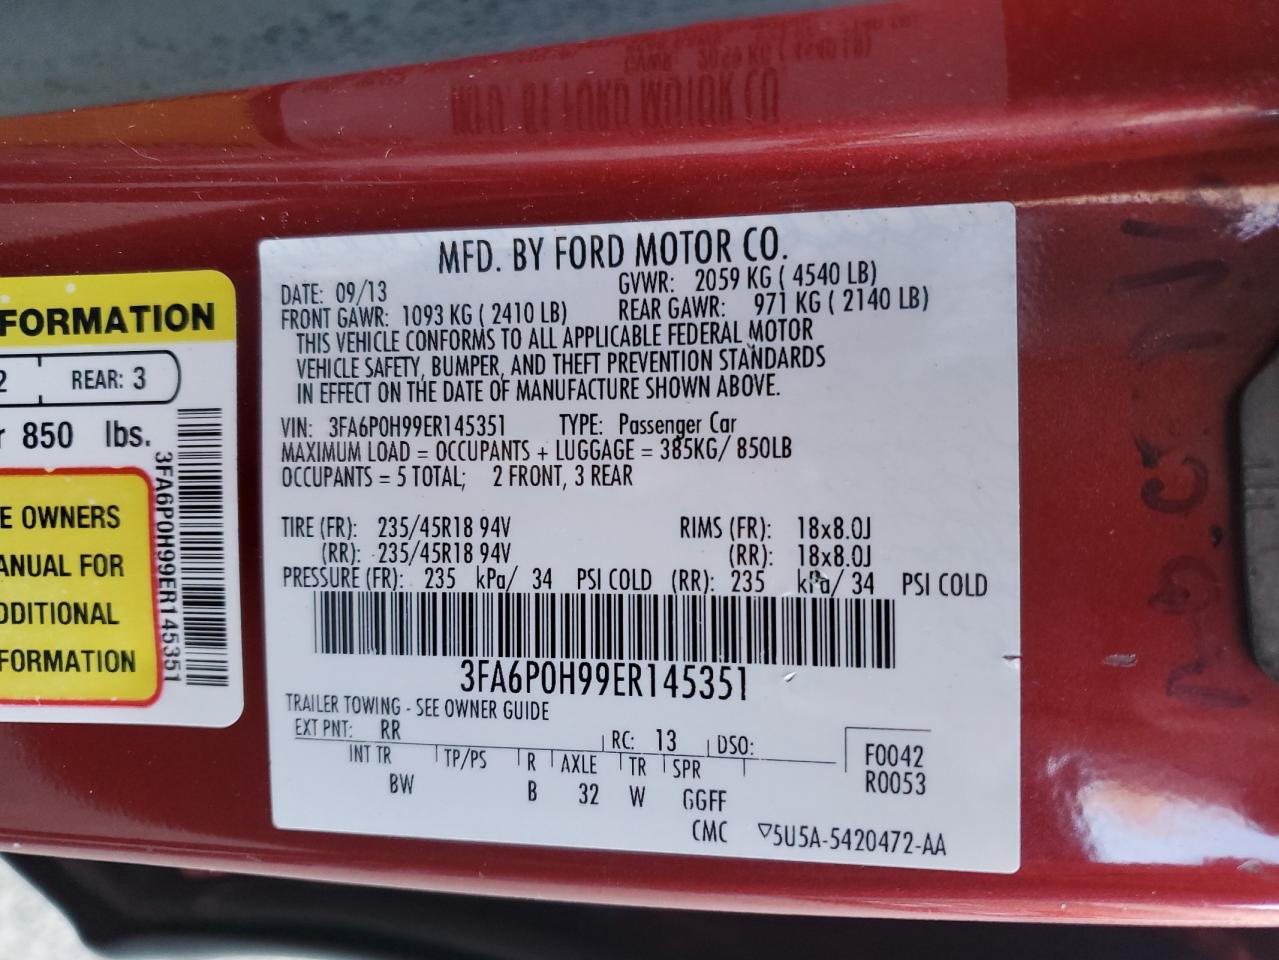 FORMATION
2 REAR: 3
r 850 lbs.
E OWNERS
ANUAL FOR
DDITIONAL
FORMATION
3FA6P0H99ER145351
MFD. BY FORD MOTOR CO.
DATE: 09/13 GVWR: 2059 KG ( 4540 LB)
FRONT GAWR: 1093 KG ( 2410 LB) REAR GAWR: 971 KG ( 2140 LB)
THIS VEHICLE CONFORMS TO ALL APPLICABLE FEDERAL MOTOR
VEHICLE SAFETY, BUMPER, AND THEFT PREVENTION STANDARDS
IN EFFECT ON THE DATE OF MANUFACTURE SHOWN ABOVE.
VIN: 3FA6P0H99ER145351 TYPE: Passenger Car
MAXIMUM LOAD = OCCUPANTS + LUGGAGE = 385KG/ 850LB
OCCUPANTS = 5 TOTAL; 2 FRONT, 3 REAR
TIRE (FR): 235/45R18 94V RIMS (FR): 18x8.0J
(RR): 235/45R18 94V (RR): 18x8.0J
PRESSURE (FR): 235 kPa/ 34 PSI COLD (RR): 235 kPa/ 34 PSI COLD
3FA6P0H99ER145351
TRAILER TOWING - SEE OWNER GUIDE
EXT PNT: RR RC: 13 DSO:
INT TR TP/PS R AXLE TR SPR
BW B 32 W GGFF
F0042
R0053
CMC ▽5U5A-5420472-AA